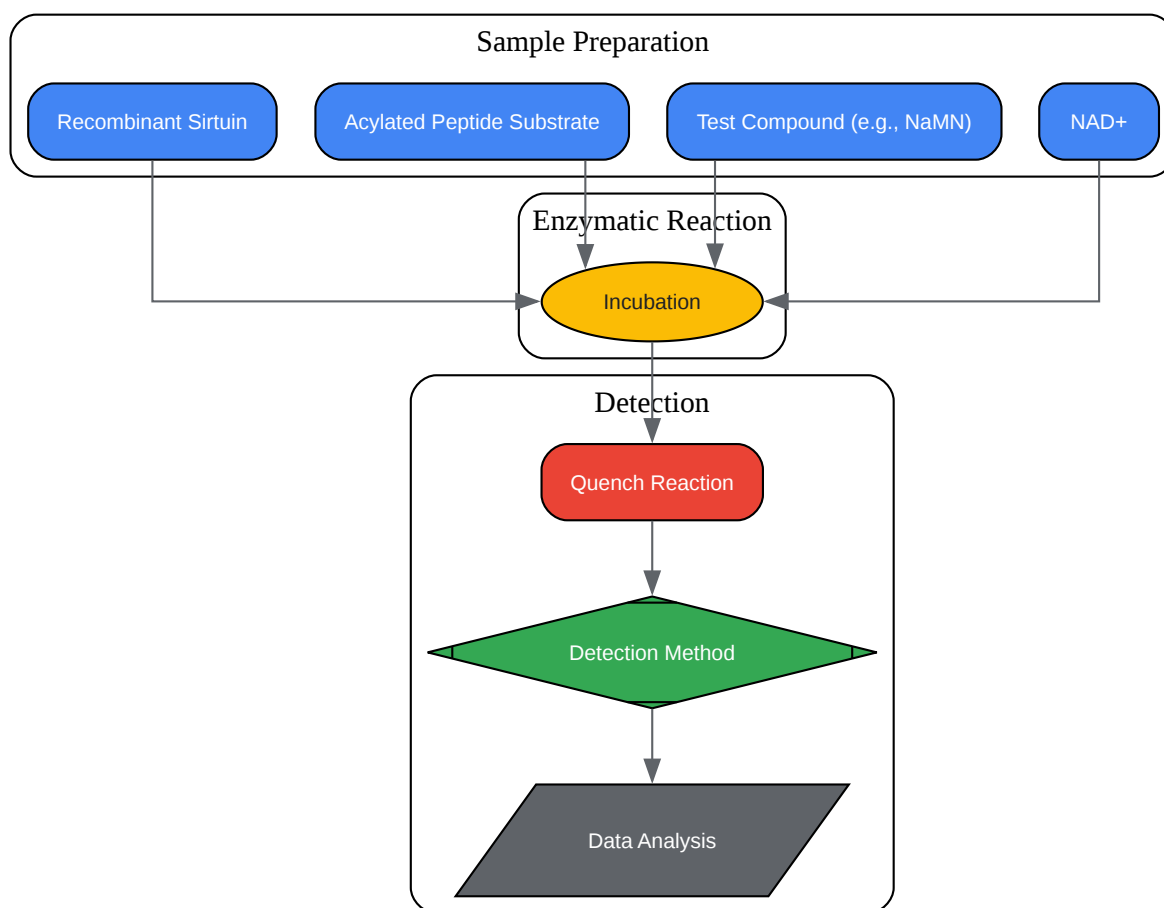 Sample Preparation
Recombinant Sirtuin
Acylated Peptide Substrate
Test Compound (e.g., NaMN)
NAD+
Enzymatic Reaction
Incubation
Detection
Quench Reaction
Detection Method
Data Analysis